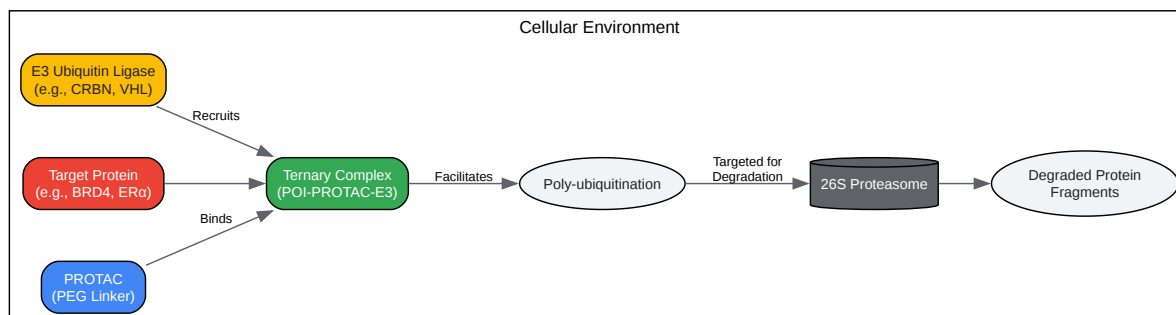 Cellular Environment
E3 Ubiquitin Ligase
(e.g., CRBN, VHL)
Recruits
Target Protein
(e.g., BRD4, ERα)
Ternary Complex
(POI-PROTAC-E3)
Facilitates
Poly-ubiquitination
Targeted for
Degradation
26S Proteasome
Degraded Protein
Fragments
Binds
PROTAC
(PEG Linker)